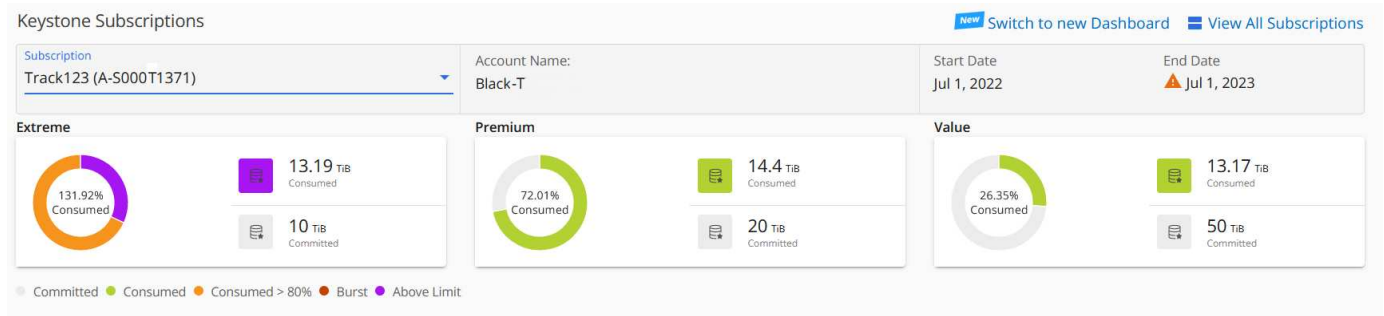 Keystone Subscriptions
New Switch to new Dashboard View All Subscriptions
Subscription
Track123 (A-S000T1371)
Account Name:
Black-T
Start Date
Jul 1, 2022
End Date
Jul 1, 2023
Extreme
131.92%
Consumed
13.19 TiB
Consumed
10 TiB
Committed
Premium
72.01%
Consumed
14.4 TiB
Consumed
20 TiB
Committed
Value
26.35%
Consumed
13.17 TiB
Consumed
50 TiB
Committed
Committed Consumed Consumed > 80% Burst Above Limit